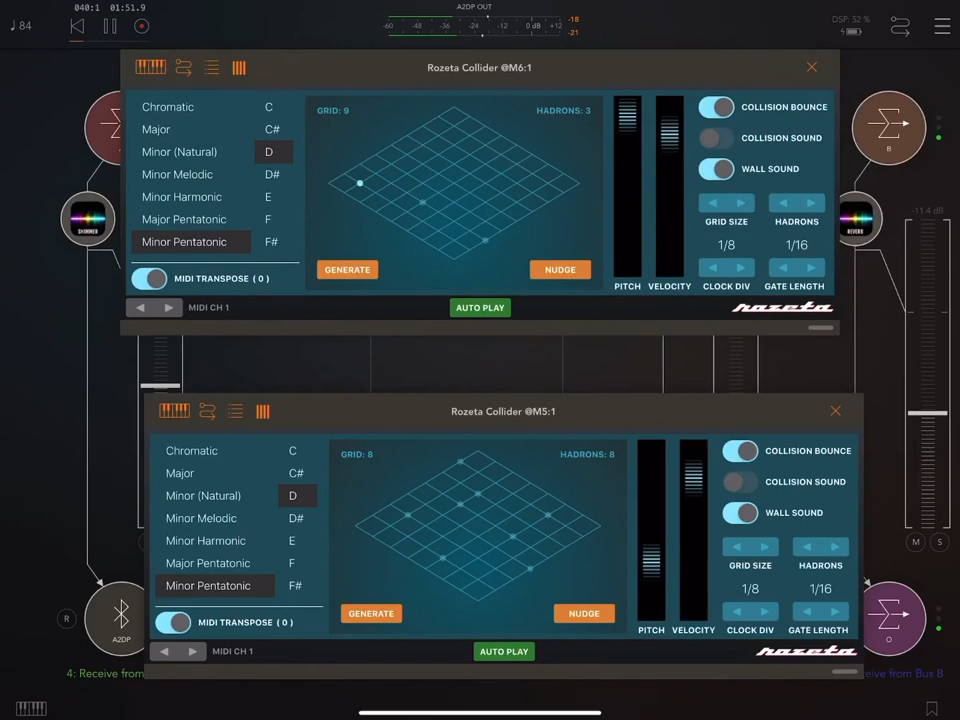 040:1 01:51.9
A2DP OUT
♩84
-60 -48 -36 -24 -12 0 dB +12
-18
-21
DSP: 52 %
Rozeta Collider @M6:1
Chromatic C
Major C#
Minor (Natural) D
Minor Melodic D#
Minor Harmonic E
Major Pentatonic F
Minor Pentatonic F#
MIDI TRANSPOSE ( 0 )
GRID: 9
HADRONS: 3
GENERATE
NUDGE
PITCH VELOCITY
COLLISION BOUNCE
COLLISION SOUND
WALL SOUND
GRID SIZE HADRONS
1/8 1/16
CLOCK DIV GATE LENGTH
MIDI CH 1
AUTO PLAY
rozeta
B
SHIMMER
REVERB
-11.4 dB
Rozeta Collider @M5:1
Chromatic C
Major C#
Minor (Natural) D
Minor Melodic D#
Minor Harmonic E
Major Pentatonic F
Minor Pentatonic F#
MIDI TRANSPOSE ( 0 )
GRID: 8
HADRONS: 8
GENERATE
NUDGE
PITCH VELOCITY
COLLISION BOUNCE
COLLISION SOUND
WALL SOUND
GRID SIZE HADRONS
1/8 1/16
CLOCK DIV GATE LENGTH
MIDI CH 1
AUTO PLAY
rozeta
M S
R
A2DP
O
4: Receive from
eive from Bus B